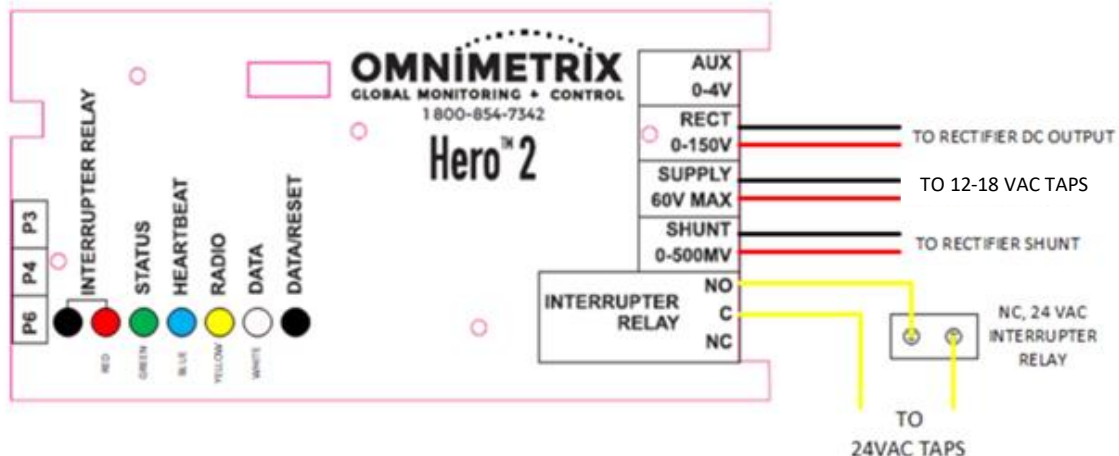 OMNIMETRIX
GLOBAL MONITORING + CONTROL
1 800-854-7342
Hero™ 2
P3
P4
P6
INTERRUPTER RELAY
STATUS
HEARTBEAT
RADIO
DATA
DATA/RESET
RED
GREEN
BLUE
YELLOW
WHITE
AUX
0-4V
RECT
0-150V
SUPPLY
60V MAX
SHUNT
0-500MV
INTERRUPTER
RELAY
NO
C
NC
TO RECTIFIER DC OUTPUT
TO 12-18 VAC TAPS
TO RECTIFIER SHUNT
NC, 24 VAC
INTERRUPTER
RELAY
TO
24VAC TAPS